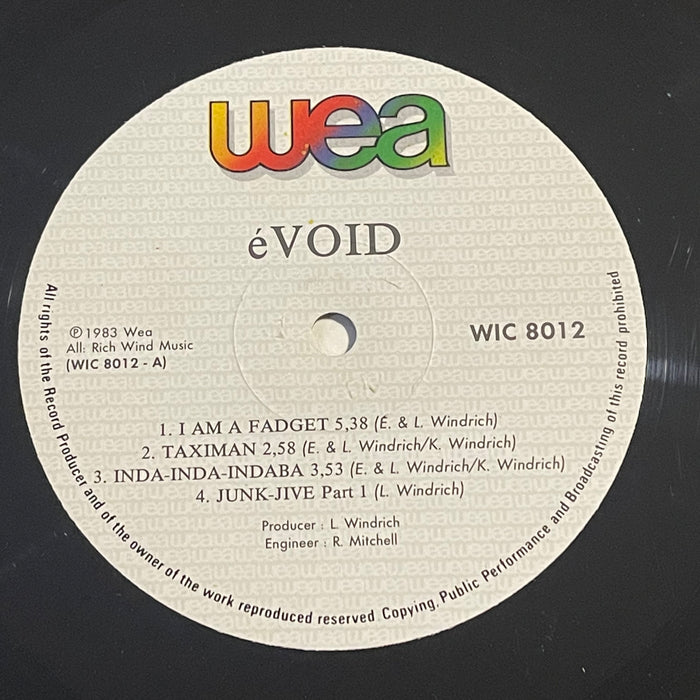 wea
éVOID
℗ 1983 Wea
All: Rich Wind Music
(WIC 8012 - A)
WIC 8012
1. I AM A FADGET 5,38 (É. & L. Windrich)
2. TAXIMAN 2,58 (E. & L. Windrich/K. Windrich)
3. INDA-INDA-INDABA 3,53 (E. & L. Windrich/K. Windrich)
4. JUNK-JIVE Part 1 (L. Windrich)
Producer : L. Windrich
Engineer : R. Mitchell
All rights of the Record Producer and of the owner of the work reproduced reserved. Copying, Public Performance and Broadcasting of this record prohibited